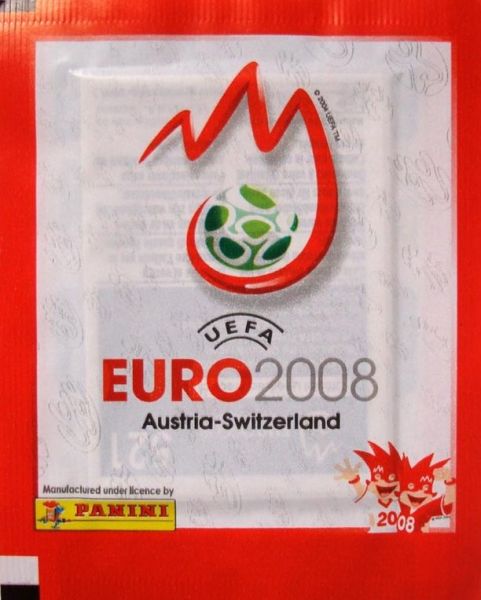 © 2004 UEFA TM
UEFA
EURO2008
Austria-Switzerland
Manufactured under licence by
PANINI
2008